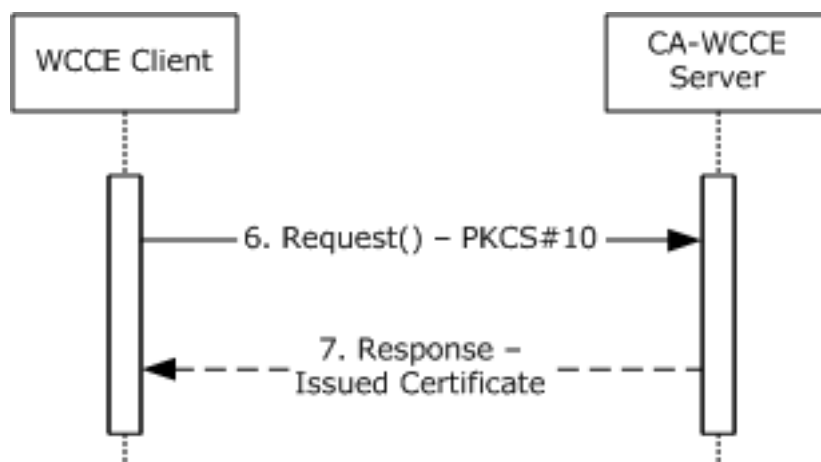 WCCE Client
CA-WCCE
Server
6. Request() – PKCS#10
7. Response –
Issued Certificate